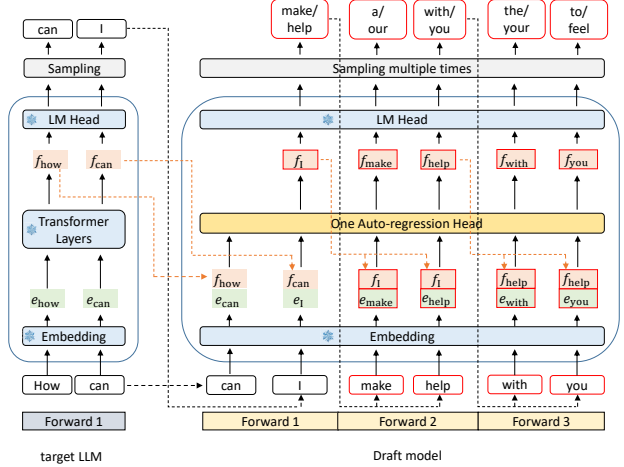 can I
make/ help
a/ our
with/ you
the/ your
to/ feel
Sampling
Sampling multiple times
LM Head
LM Head
f_how f_can
f_I f_make f_help f_with f_you
Transformer Layers
One Auto-regression Head
f_how f_can f_I f_I f_help f_help
e_how e_can
e_can e_I e_make e_help e_with e_you
Embedding
Embedding
How can
can I make help with you
Forward 1
Forward 1 Forward 2 Forward 3
target LLM
Draft model